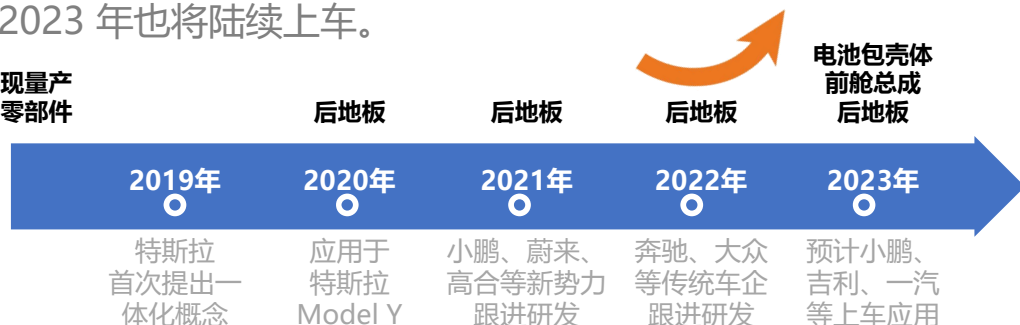 2023 年也将陆续上车。
现量产
零部件
后地板
后地板
后地板
电池包壳体
前舱总成
后地板
2019年
2020年
2021年
2022年
2023年
特斯拉
首次提出一
体化概念
应用于
特斯拉
Model Y
小鹏、蔚来、
高合等新势力
跟进研发
奔驰、大众
等传统车企
跟进研发
预计小鹏、
吉利、一汽
等上车应用